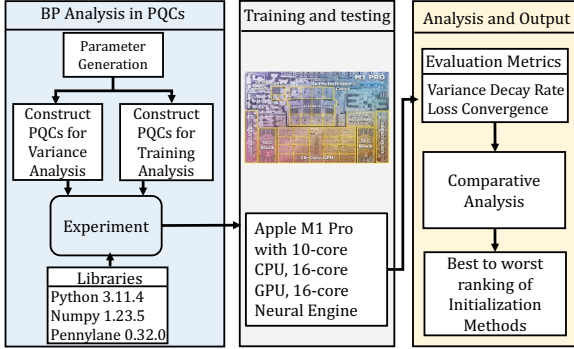 BP Analysis in PQCs
Parameter
Generation
Construct
PQCs for
Variance
Analysis
Construct
PQCs for
Training
Analysis
Experiment
Libraries
Python 3.11.4
Numpy 1.23.5
Pennylane 0.32.0
Training and testing
M1 PRO
16-Core GPU
Apple M1 Pro
with 10-core
CPU, 16-core
GPU, 16-core
Neural Engine
Analysis and Output
Evaluation Metrics
Variance Decay Rate
Loss Convergence
Comparative
Analysis
Best to worst
ranking of
Initialization
Methods